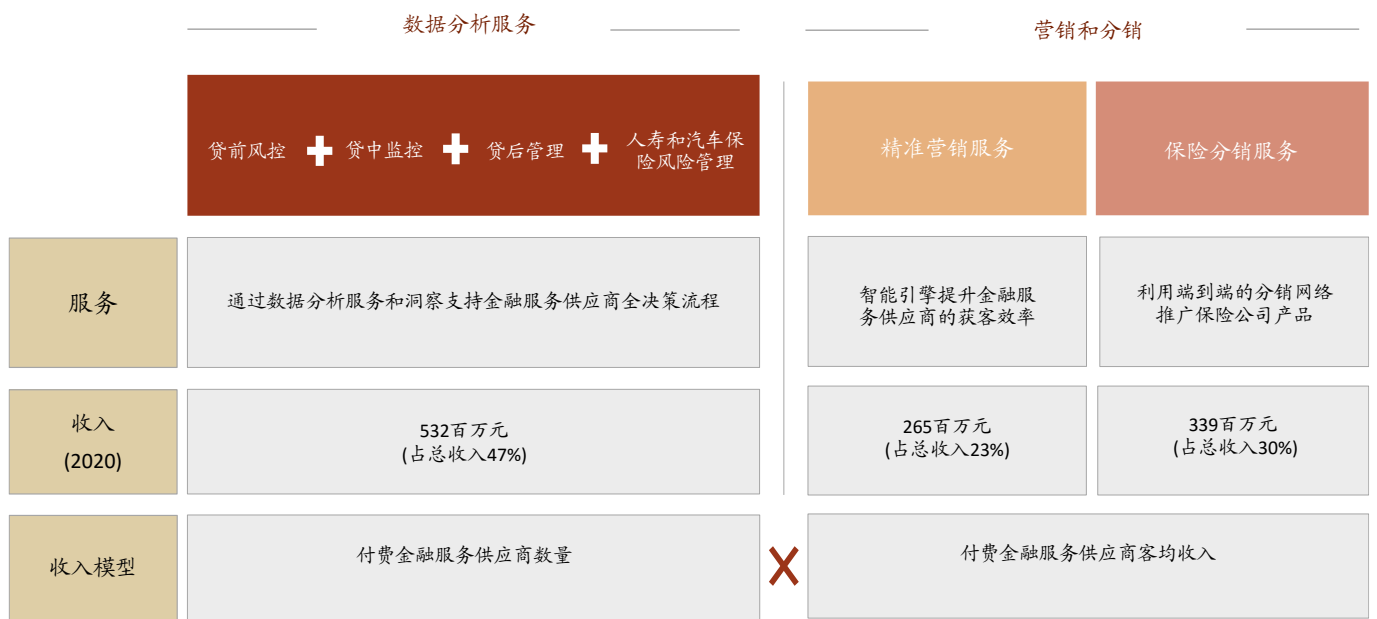 数据分析服务
营销和分销
贷前风控
贷中监控
贷后管理
人寿和汽车保
险风险管理
精准营销服务
保险分销服务
服务
通过数据分析服务和洞察支持金融服务供应商全决策流程
智能引擎提升金融服
务供应商的获客效率
利用端到端的分销网络
推广保险公司产品
收入
(2020)
532百万元
(占总收入47%)
265百万元
(占总收入23%)
339百万元
(占总收入30%)
收入模型
付费金融服务供应商数量
X
付费金融服务供应商客均收入